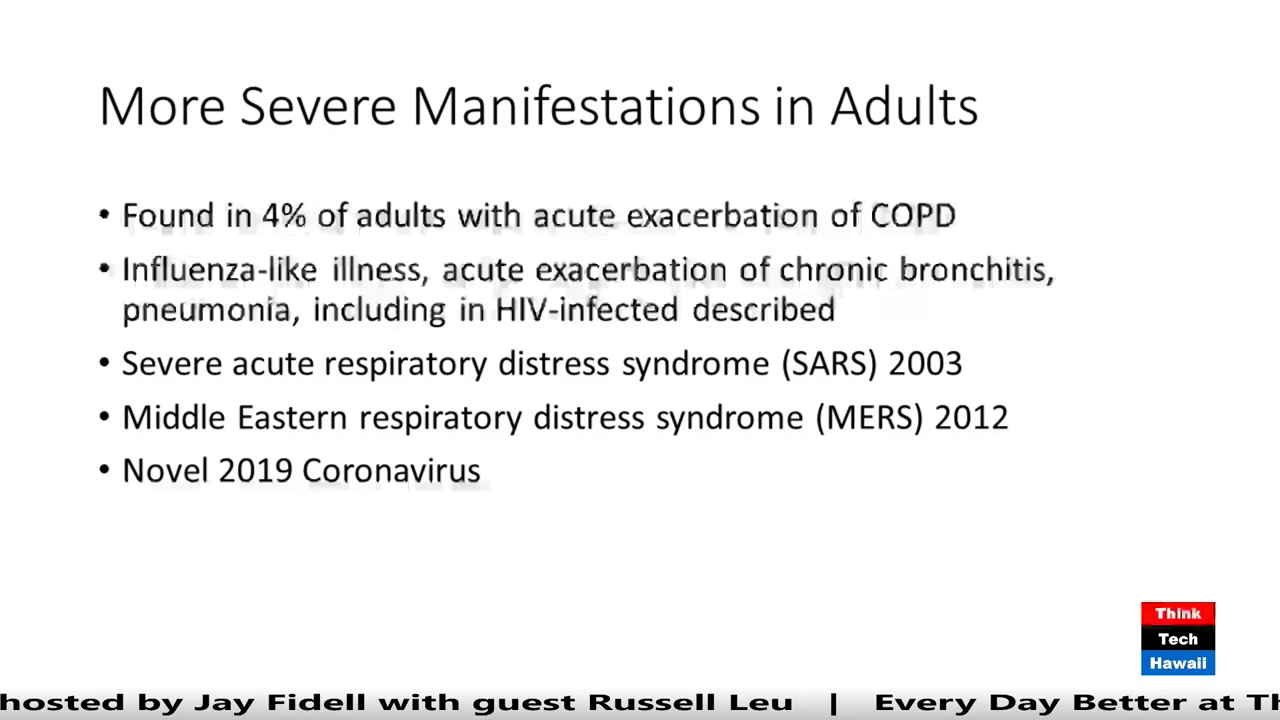 More Severe Manifestations in Adults
• Found in 4% of adults with acute exacerbation of COPD
• Influenza-like illness, acute exacerbation of chronic bronchitis,
pneumonia, including in HIV-infected described
• Severe acute respiratory distress syndrome (SARS) 2003
• Middle Eastern respiratory distress syndrome (MERS) 2012
• Novel 2019 Coronavirus
Think
Tech
Hawaii
hosted by Jay Fidell with guest Russell Leu | Every Day Better at